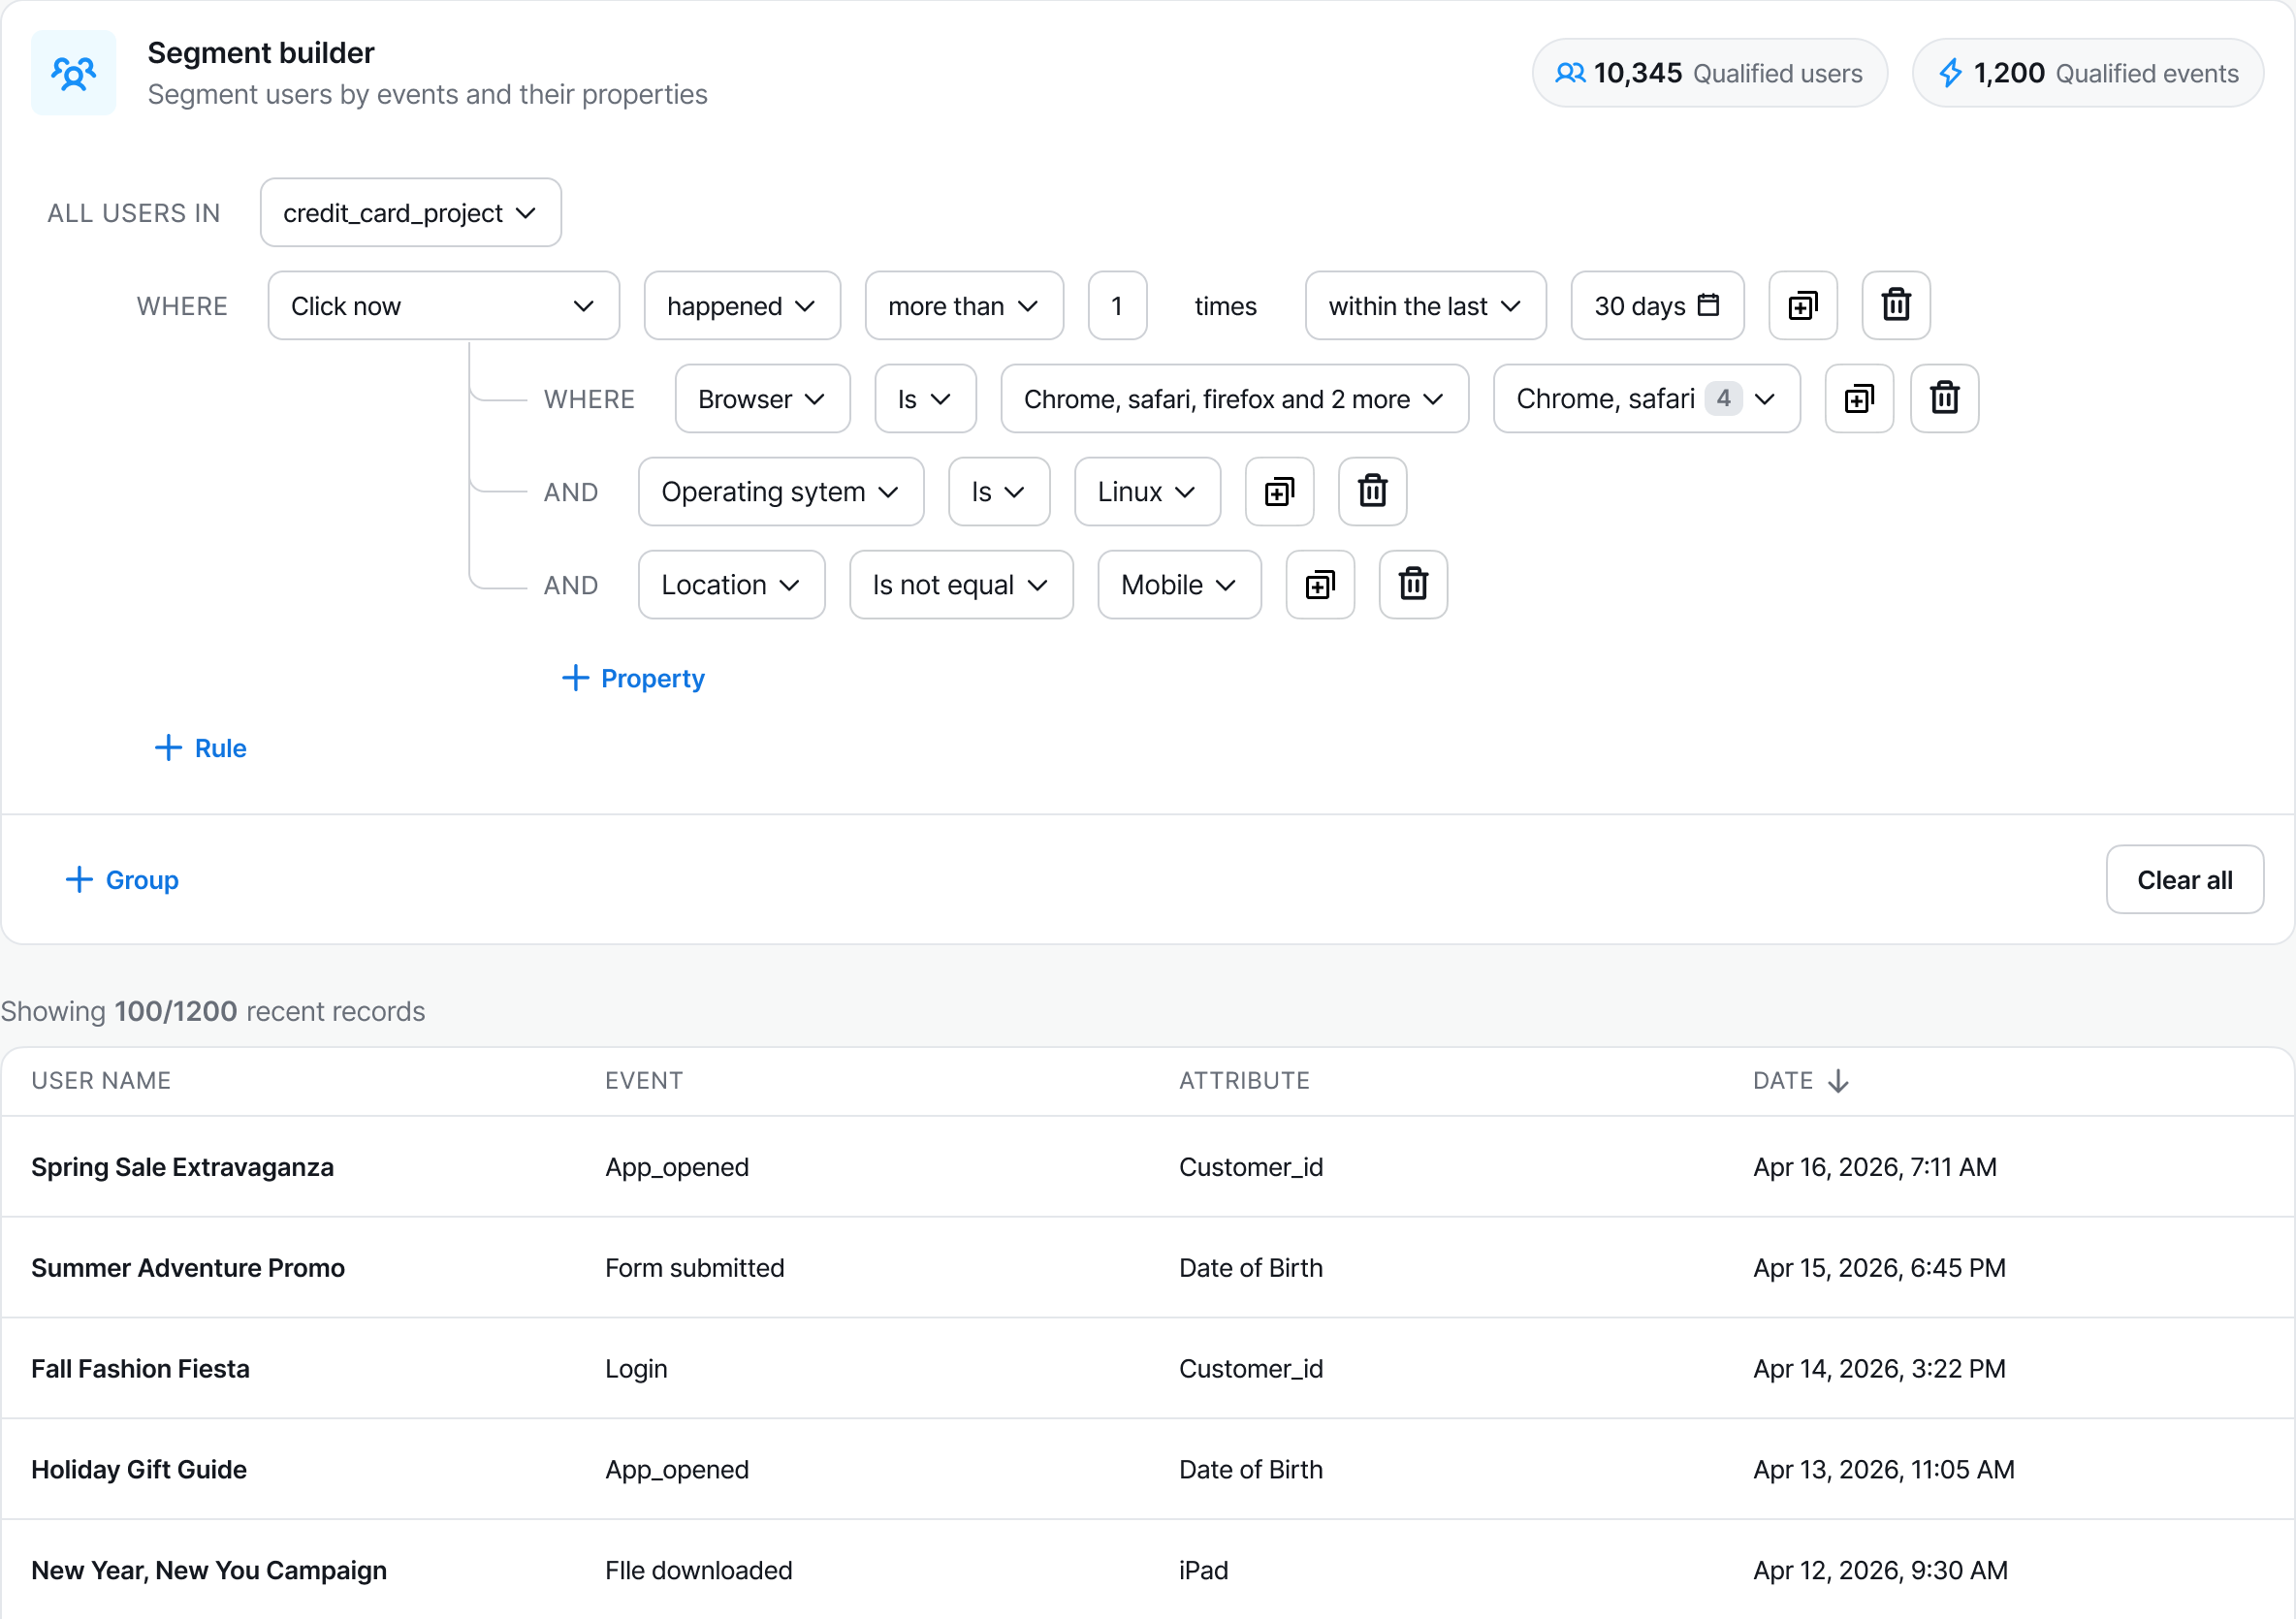 Segment builder
Segment users by events and their properties
10,345 Qualified users
1,200 Qualified events
ALL USERS IN credit_card_project
WHERE Click now happened more than 1 times within the last 30 days
WHERE Browser Is Chrome, safari, firefox and 2 more Chrome, safari 4
AND Operating sytem Is Linux
AND Location Is not equal Mobile
Property
Rule
Group
Clear all
Showing 100/1200 recent records
USER NAME EVENT ATTRIBUTE DATE
Spring Sale Extravaganza App_opened Customer_id Apr 16, 2026, 7:11 AM
Summer Adventure Promo Form submitted Date of Birth Apr 15, 2026, 6:45 PM
Fall Fashion Fiesta Login Customer_id Apr 14, 2026, 3:22 PM
Holiday Gift Guide App_opened Date of Birth Apr 13, 2026, 11:05 AM
New Year, New You Campaign FIle downloaded iPad Apr 12, 2026, 9:30 AM